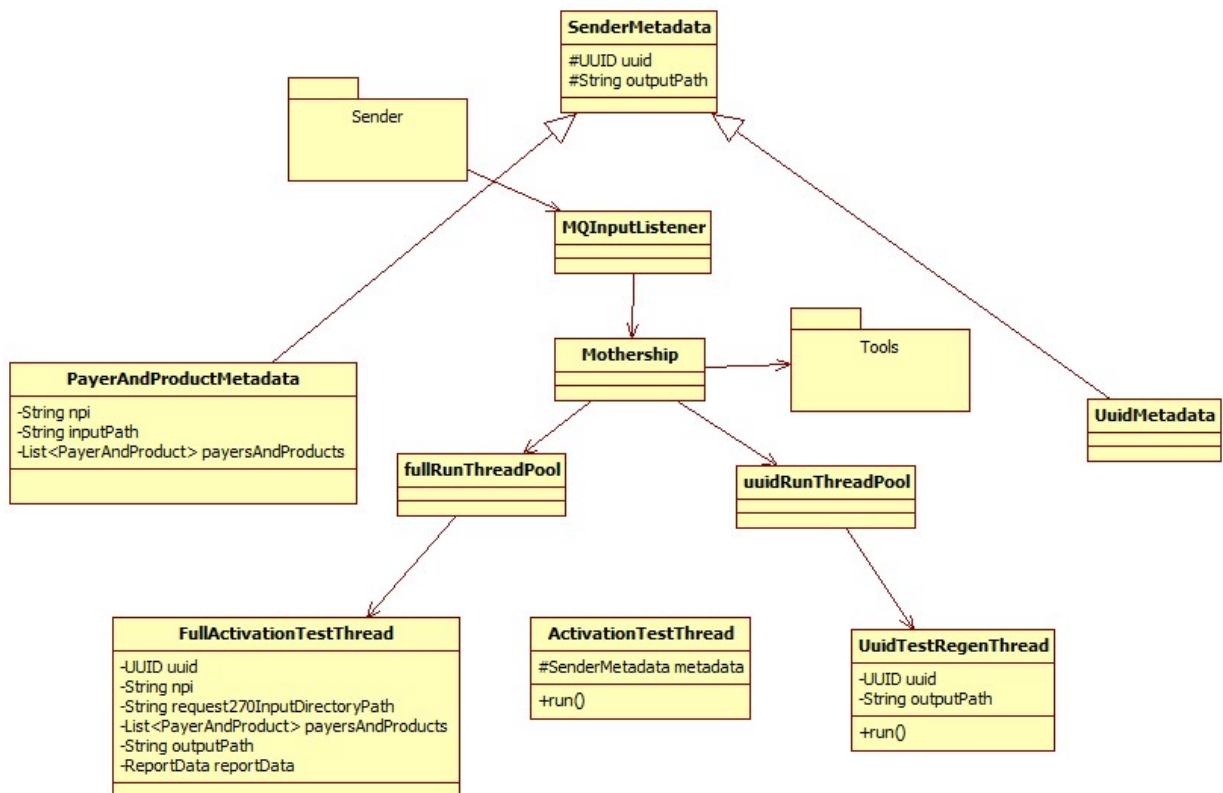 SenderMetadata
#UUID uuid
#String outputPath
Sender
MQInputListener
Mothership
Tools
PayerAndProductMetadata
-String npi
-String inputPath
-List<PayerAndProduct> payersAndProducts
UuidMetadata
fullRunThreadPool
uuidRunThreadPool
FullActivationTestThread
-UUID uuid
-String npi
-String request270InputDirectoryPath
-List<PayerAndProduct> payersAndProducts
-String outputPath
-ReportData reportData
ActivationTestThread
#SenderMetadata metadata
+run()
UuidTestRegenThread
-UUID uuid
-String outputPath
+run()